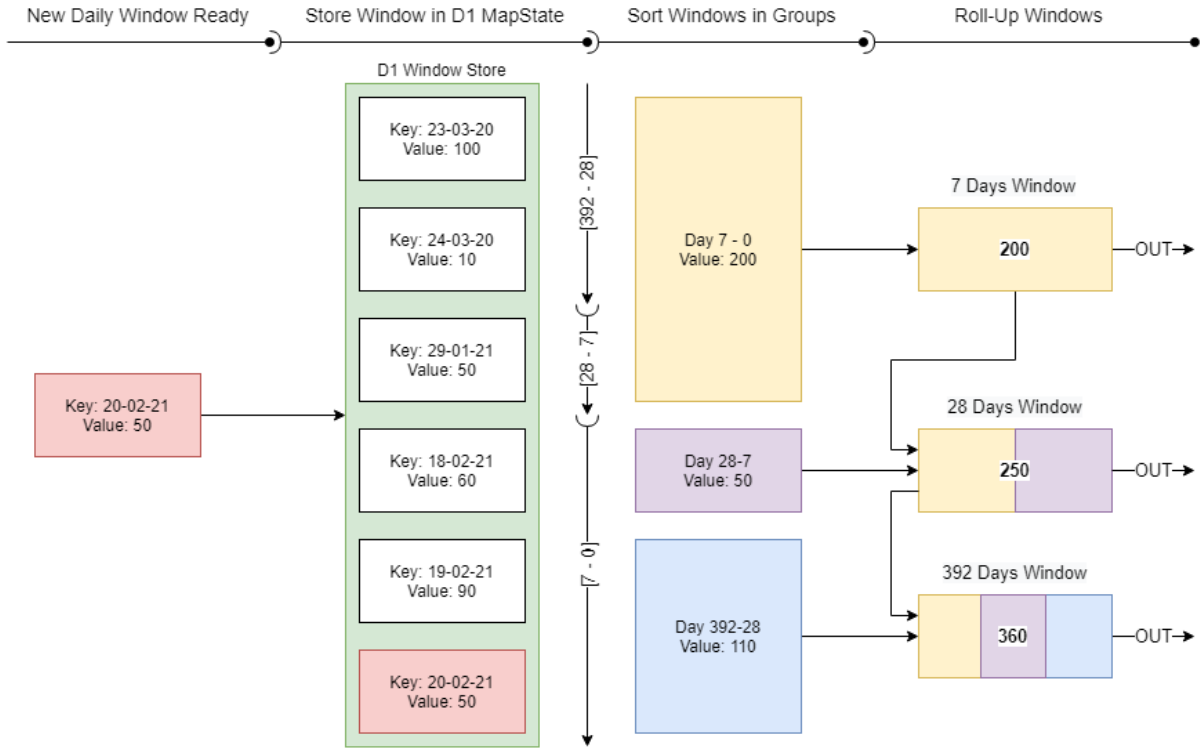 New Daily Window Ready
Store Window in D1 MapState
Sort Windows in Groups
Roll-Up Windows
Key: 20-02-21
Value: 50
D1 Window Store
Key: 23-03-20
Value: 100
Key: 24-03-20
Value: 10
Key: 29-01-21
Value: 50
Key: 18-02-21
Value: 60
Key: 19-02-21
Value: 90
Key: 20-02-21
Value: 50
[392 - 28]
[28 - 7]
[7 - 0]
Day 7 - 0
Value: 200
Day 28-7
Value: 50
Day 392-28
Value: 110
7 Days Window
200
OUT
28 Days Window
250
OUT
392 Days Window
360
OUT